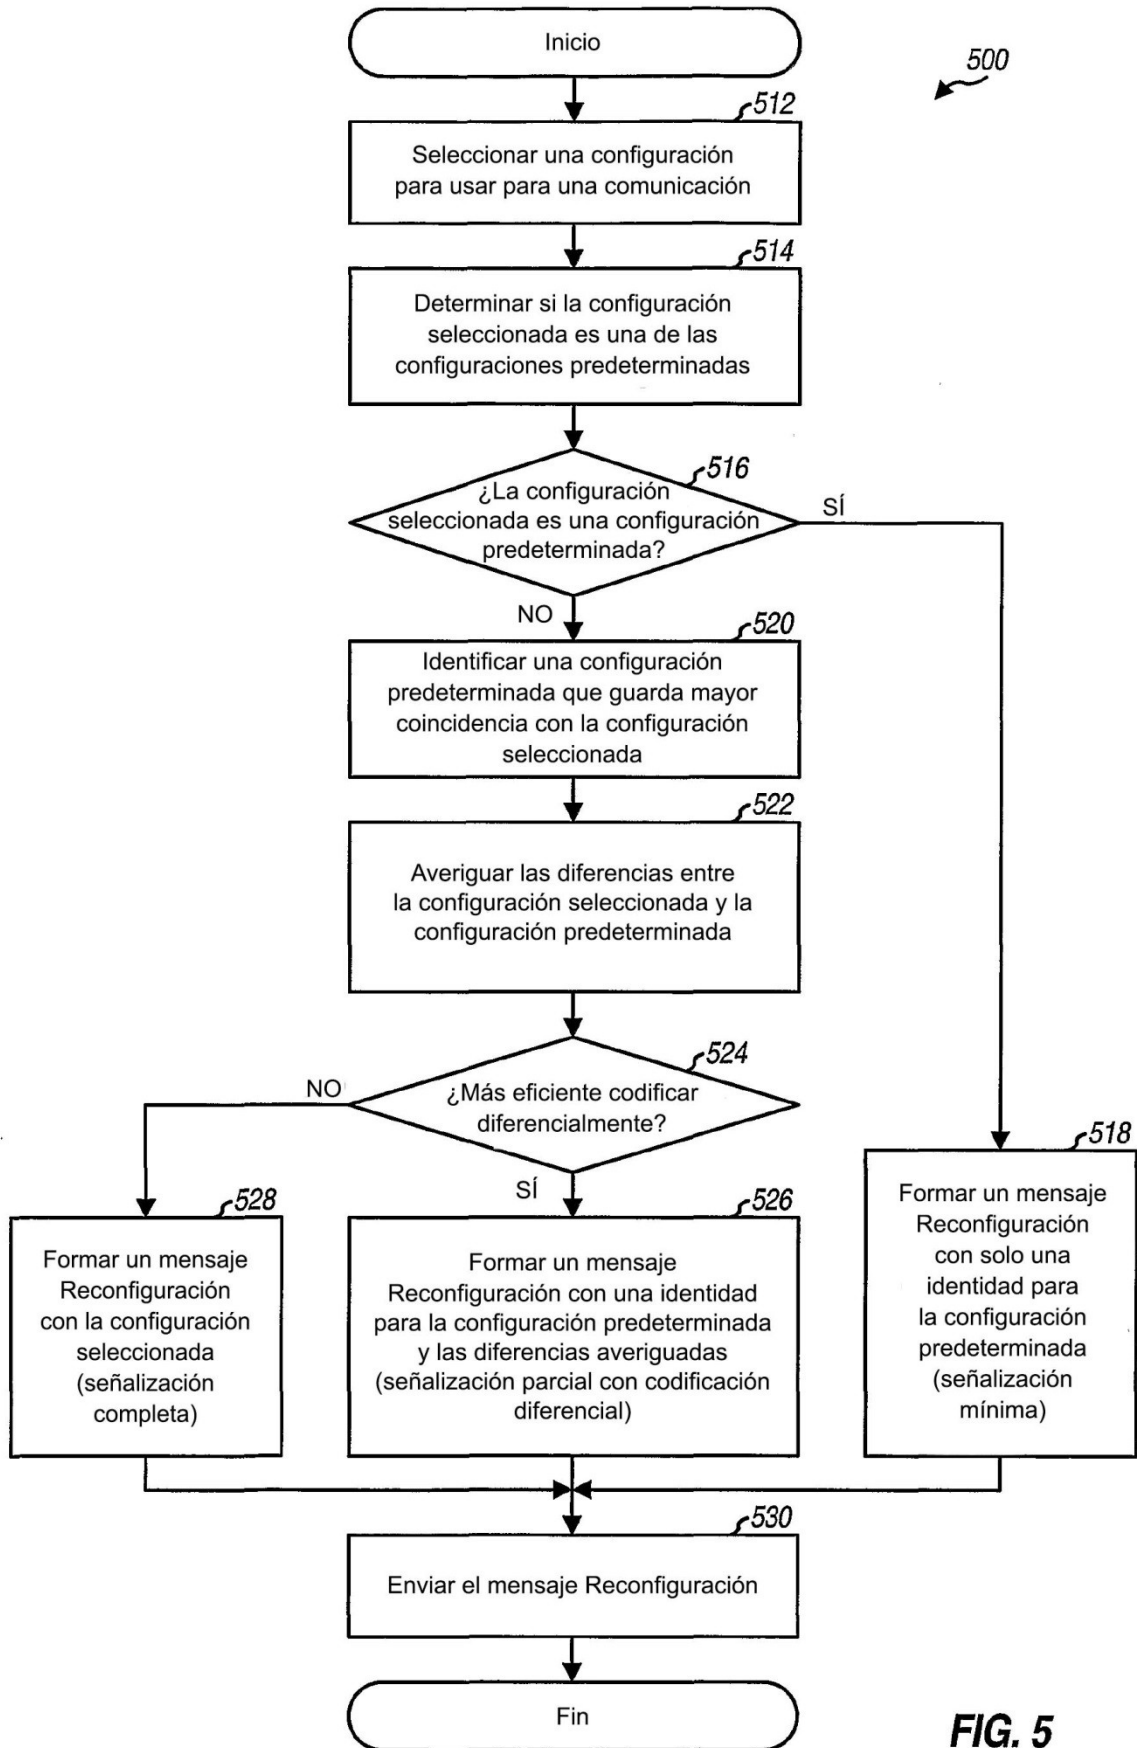 Inicio
500
512
Seleccionar una configuración
para usar para una comunicación
514
Determinar si la configuración
seleccionada es una de las
configuraciones predeterminadas
516
¿La configuración
seleccionada es una configuración
predeterminada?
SÍ
NO
520
Identificar una configuración
predeterminada que guarda mayor
coincidencia con la configuración
seleccionada
522
Averiguar las diferencias entre
la configuración seleccionada y la
configuración predeterminada
524
¿Más eficiente codificar
diferencialmente?
NO
SÍ
518
Formar un mensaje
Reconfiguración
con solo una
identidad para
la configuración
predeterminada
(señalización
mínima)
528
Formar un mensaje
Reconfiguración
con la configuración
seleccionada
(señalización
completa)
526
Formar un mensaje
Reconfiguración con una identidad
para la configuración predeterminada
y las diferencias averiguadas
(señalización parcial con codificación
diferencial)
530
Enviar el mensaje Reconfiguración
Fin
FIG. 5